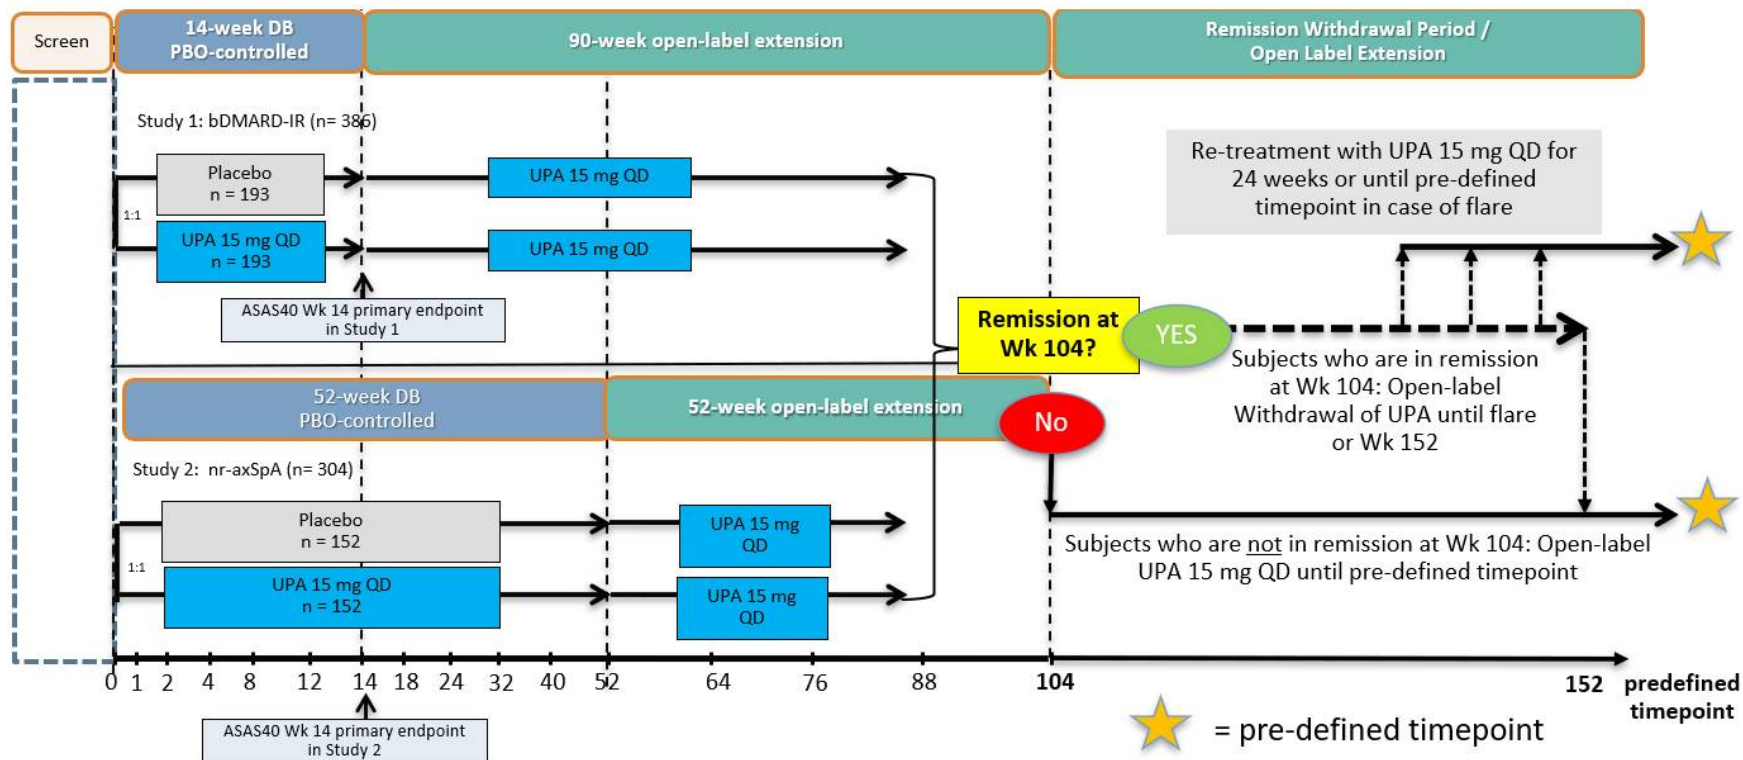 Screen
14-week DB
PBO-controlled
90-week open-label extension
Remission Withdrawal Period /
Open Label Extension
Study 1: bDMARD-IR (n= 386)
Placebo
n = 193
UPA 15 mg QD
1:1
UPA 15 mg QD
n = 193
UPA 15 mg QD
ASAS40 Wk 14 primary endpoint
in Study 1
Re-treatment with UPA 15 mg QD for
24 weeks or until pre-defined
timepoint in case of flare
Remission at
Wk 104?
YES
Subjects who are in remission
at Wk 104: Open-label
Withdrawal of UPA until flare
or Wk 152
52-week DB
PBO-controlled
52-week open-label extension
No
Study 2: nr-axSpA (n= 304)
Placebo
n = 152
UPA 15 mg
QD
1:1
UPA 15 mg QD
n = 152
UPA 15 mg
QD
Subjects who are not in remission at Wk 104: Open-label
UPA 15 mg QD until pre-defined timepoint
0 1 2 4 8 12 14 18 24 32 40 52 64 76 88 104 152 predefined
timepoint
ASAS40 Wk 14 primary endpoint
in Study 2
= pre-defined timepoint